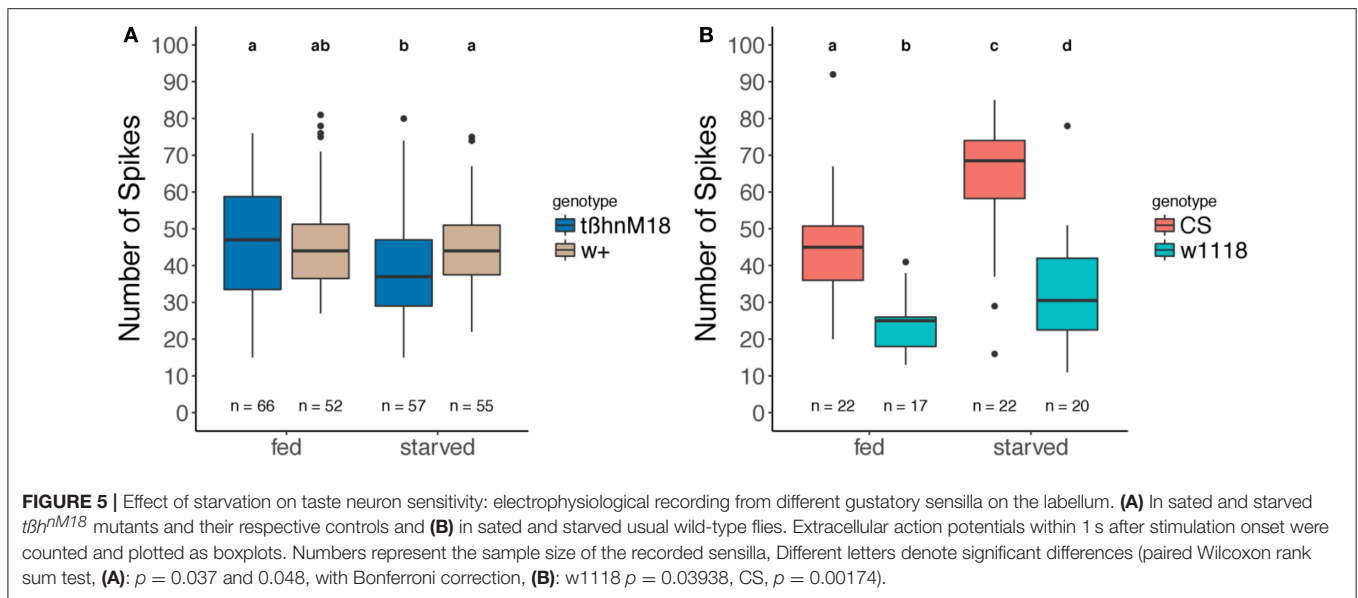 A
a ab b a
100
90
80
70
60
50
40
30
20
10
0
Number of Spikes
n = 66 n = 52 n = 57 n = 55
fed starved
genotype
tßhnM18
w+
B
a b c d
100
90
80
70
60
50
40
30
20
10
0
Number of Spikes
n = 22 n = 17 n = 22 n = 20
fed starved
genotype
CS
w1118
FIGURE 5 | Effect of starvation on taste neuron sensitivity: electrophysiological recording from different gustatory sensilla on the labellum. (A) In sated and starved
tßhnM18 mutants and their respective controls and (B) in sated and starved usual wild-type flies. Extracellular action potentials within 1 s after stimulation onset were
counted and plotted as boxplots. Numbers represent the sample size of the recorded sensilla, Different letters denote significant differences (paired Wilcoxon rank
sum test, (A): p = 0.037 and 0.048, with Bonferroni correction, (B): w1118 p = 0.03938, CS, p = 0.00174).